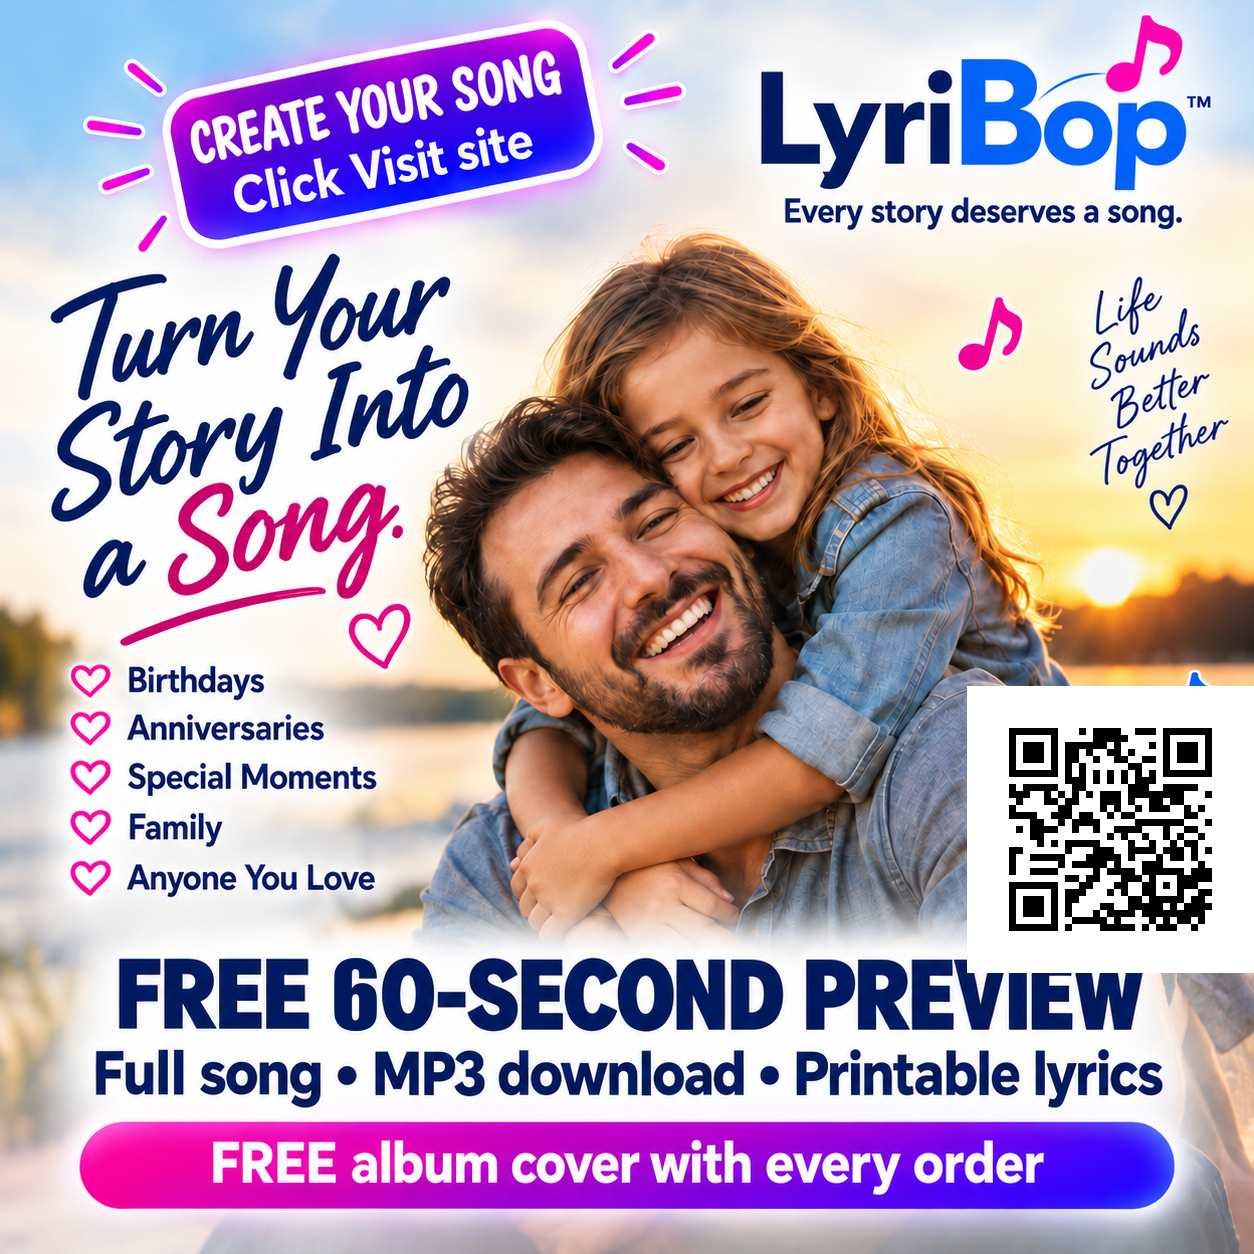 CREATE YOUR SONG
Click Visit site
LyriBop™
Every story deserves a song.
Turn Your
Story Into
a Song.
Life
Sounds
Better
Together
Birthdays
Anniversaries
Special Moments
Family
Anyone You Love
FREE 60-SECOND PREVIEW
Full song • MP3 download • Printable lyrics
FREE album cover with every order